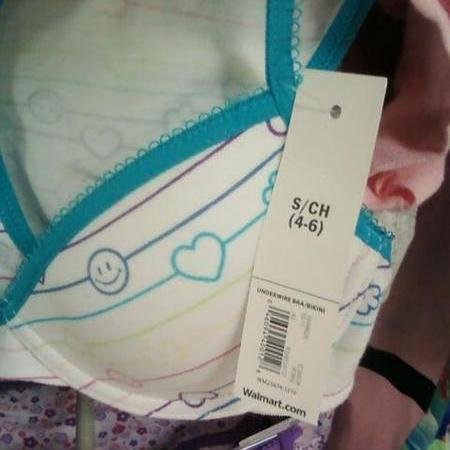 S/CH
(4-6)
UNDERWIRE BRA/BIKINI
Walmart.com